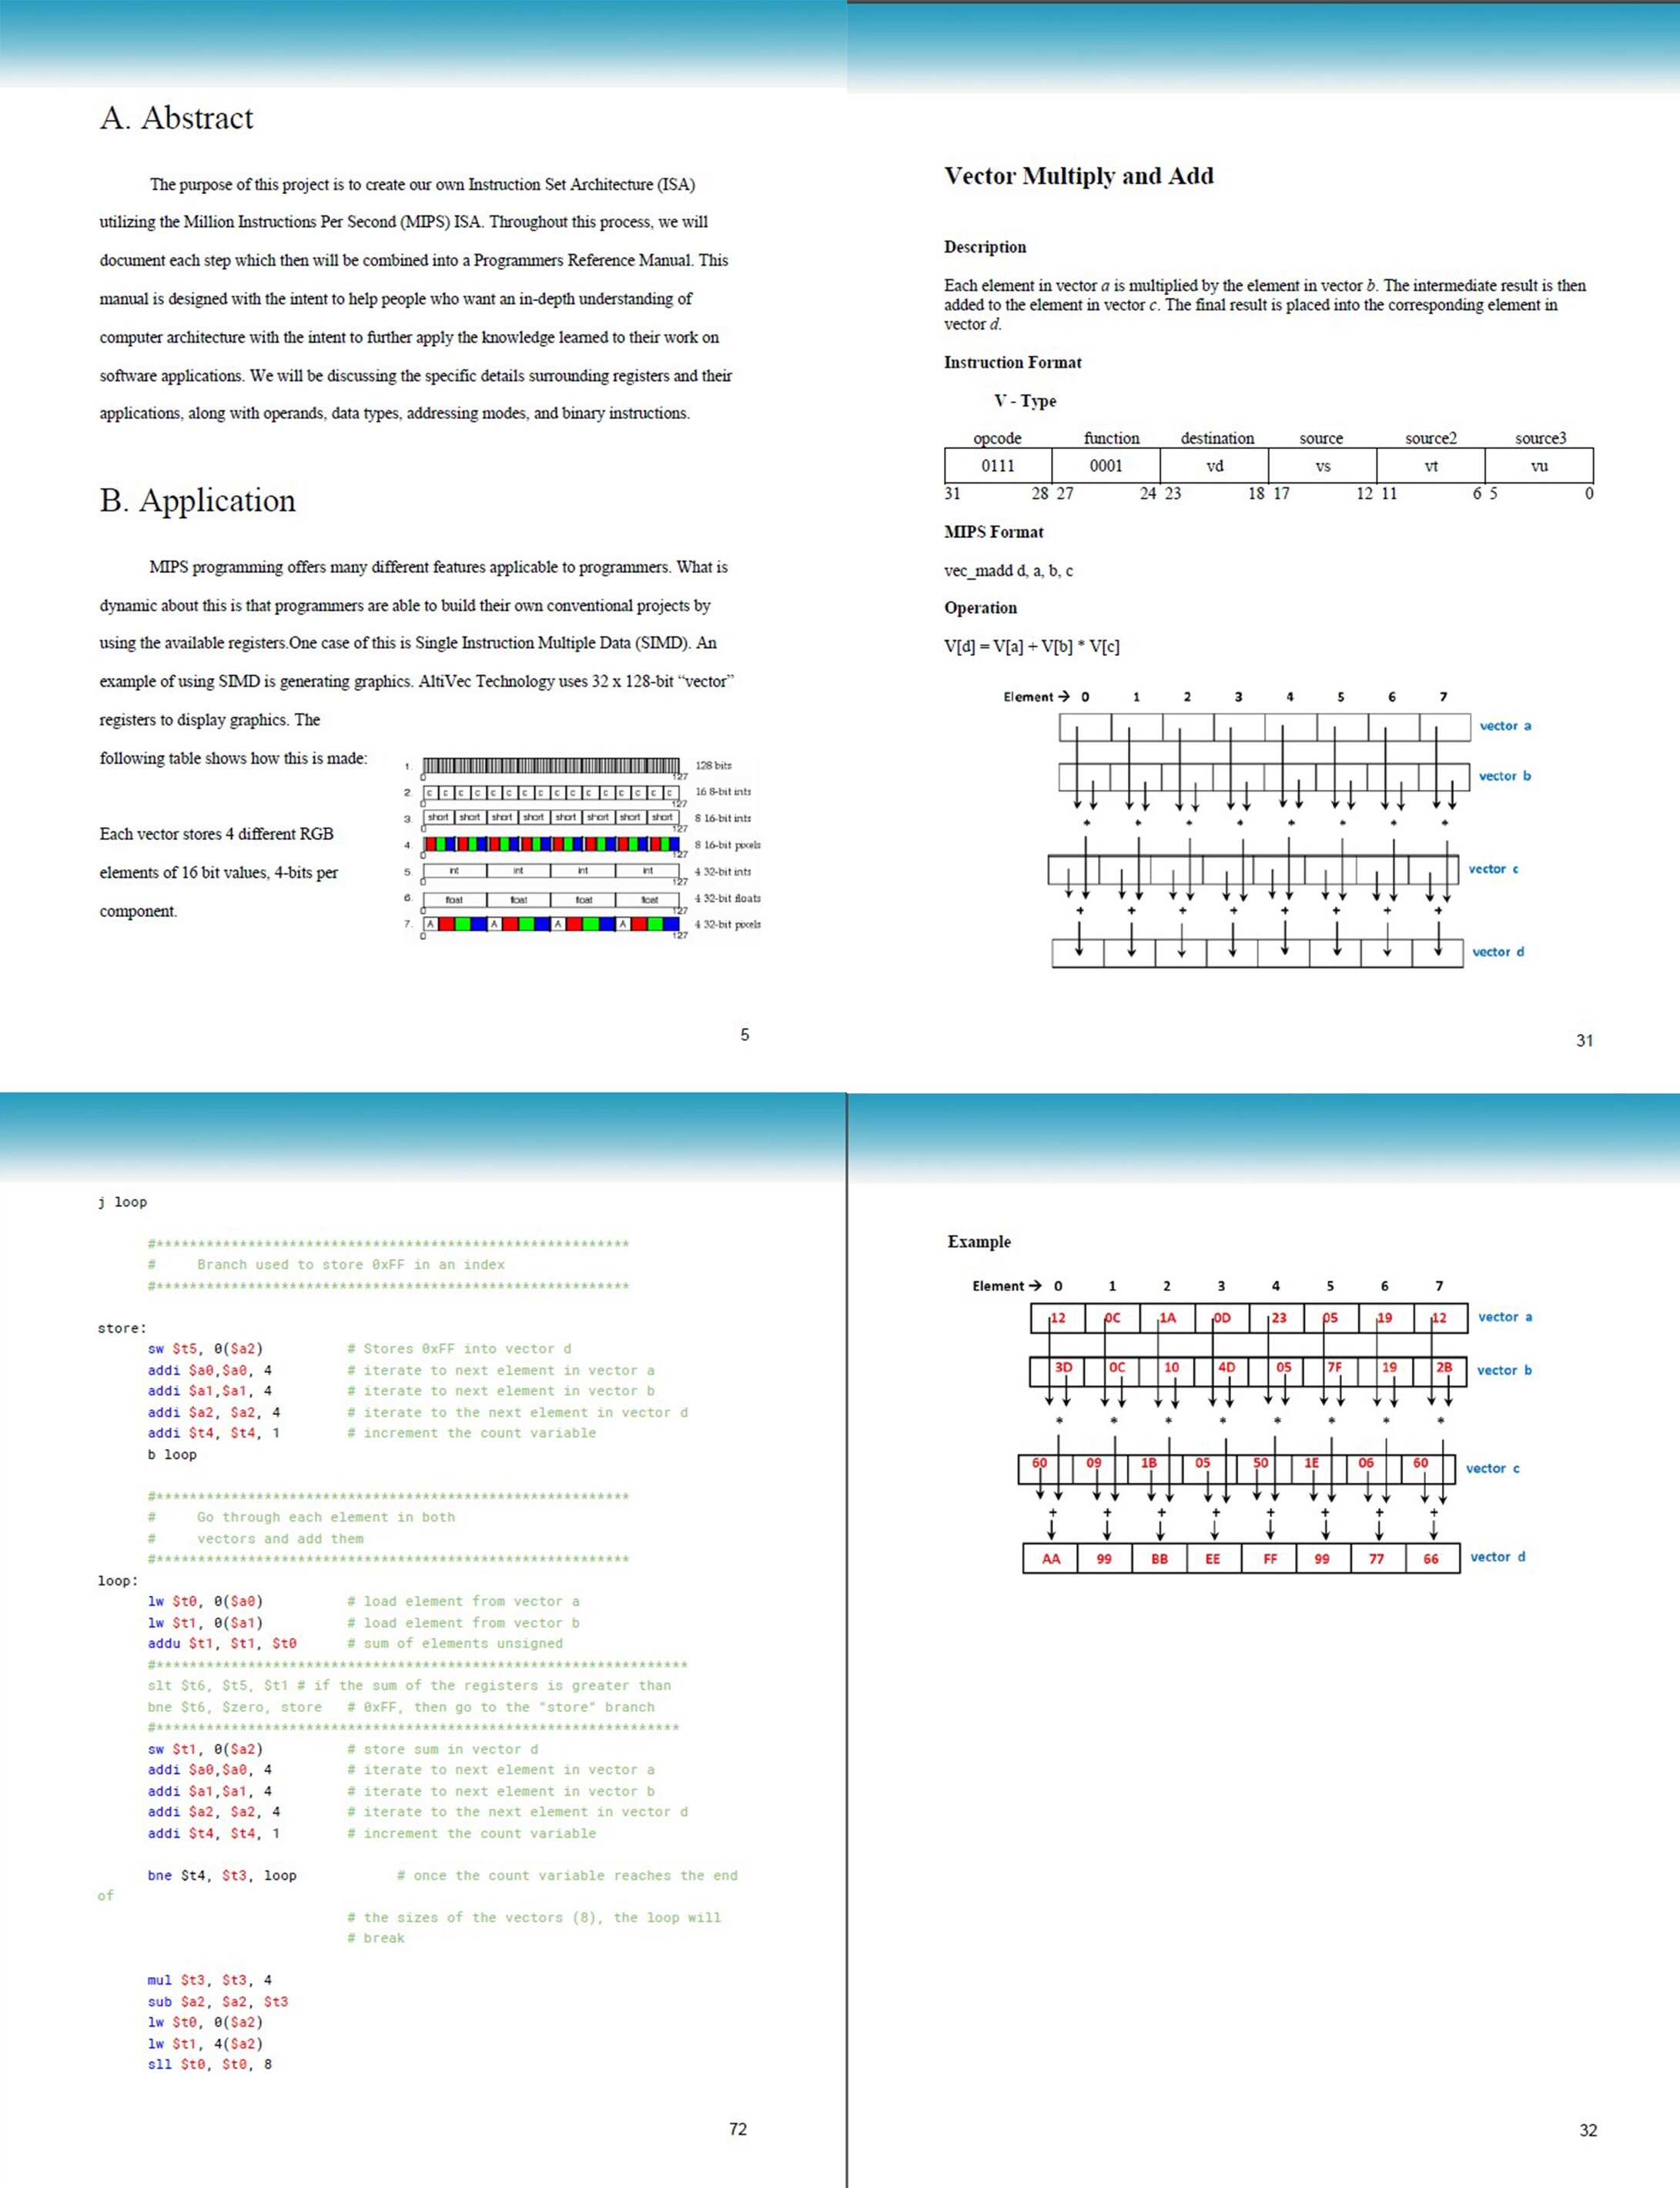 A. Abstract
The purpose of this project is to create our own Instruction Set Architecture (ISA)
utilizing the Million Instructions Per Second (MIPS) ISA. Throughout this process, we will
document each step which then will be combined into a Programmers Reference Manual. This
manual is designed with the intent to help people who want an in-depth understanding of
computer architecture with the intent to further apply the knowledge learned to their work on
software applications. We will be discussing the specific details surrounding registers and their
applications, along with operands, data types, addressing modes, and binary instructions.
B. Application
MIPS programming offers many different features applicable to programmers. What is
dynamic about this is that programmers are able to build their own conventional projects by
using the available registers.One case of this is Single Instruction Multiple Data (SIMD). An
example of using SIMD is generating graphics. AltiVec Technology uses 32 x 128-bit “vector”
registers to display graphics. The
following table shows how this is made:
Each vector stores 4 different RGB
elements of 16 bit values, 4-bits per
component.
1. 128 bits
0 127
2. C C C C C C C C C C C C C C C C 16 8-bit ints
0 127
3. short short short short short short short short 8 16-bit ints
0 127
4. 8 16-bit pixels
0 127
5. int int int int 4 32-bit ints
0 127
6. float float float float 4 32-bit floats
0 127
7. A A A A 4 32-bit pixels
0 127
5
Vector Multiply and Add
Description
Each element in vector a is multiplied by the element in vector b. The intermediate result is then
added to the element in vector c. The final result is placed into the corresponding element in
vector d.
Instruction Format
V - Type
opcode function destination source source2 source3
0111 0001 vd vs vt vu
31 28 27 24 23 18 17 12 11 6 5 0
MIPS Format
vec_madd d, a, b, c
Operation
V[d] = V[a] + V[b] * V[c]
Element → 0 1 2 3 4 5 6 7
vector a
vector b
* * * * * * * *
vector c
+ + + + + + + +
vector d
31
j loop
#*********************************************************
# Branch used to store 0xFF in an index
#*********************************************************
store:
sw $t5, 0($a2) # Stores 0xFF into vector d
addi $a0,$a0, 4 # iterate to next element in vector a
addi $a1,$a1, 4 # iterate to next element in vector b
addi $a2, $a2, 4 # iterate to the next element in vector d
addi $t4, $t4, 1 # increment the count variable
b loop
#*********************************************************
# Go through each element in both
# vectors and add them
#*********************************************************
loop:
lw $t0, 0($a0) # load element from vector a
lw $t1, 0($a1) # load element from vector b
addu $t1, $t1, $t0 # sum of elements unsigned
#****************************************************************
slt $t6, $t5, $t1 # if the sum of the registers is greater than
bne $t6, $zero, store # 0xFF, then go to the "store" branch
#***************************************************************
sw $t1, 0($a2) # store sum in vector d
addi $a0,$a0, 4 # iterate to next element in vector a
addi $a1,$a1, 4 # iterate to next element in vector b
addi $a2, $a2, 4 # iterate to the next element in vector d
addi $t4, $t4, 1 # increment the count variable
bne $t4, $t3, loop # once the count variable reaches the end
of
# the sizes of the vectors (8), the loop will
# break
mul $t3, $t3, 4
sub $a2, $a2, $t3
lw $t0, 0($a2)
lw $t1, 4($a2)
sll $t0, $t0, 8
72
Example
Element → 0 1 2 3 4 5 6 7
12 0C 1A 0D 23 05 19 12 vector a
3D 0C 10 4D 05 7F 19 2B vector b
* * * * * * * *
60 09 1B 05 50 1E 06 60 vector c
+ + + + + + + +
AA 99 BB EE FF 99 77 66 vector d
32